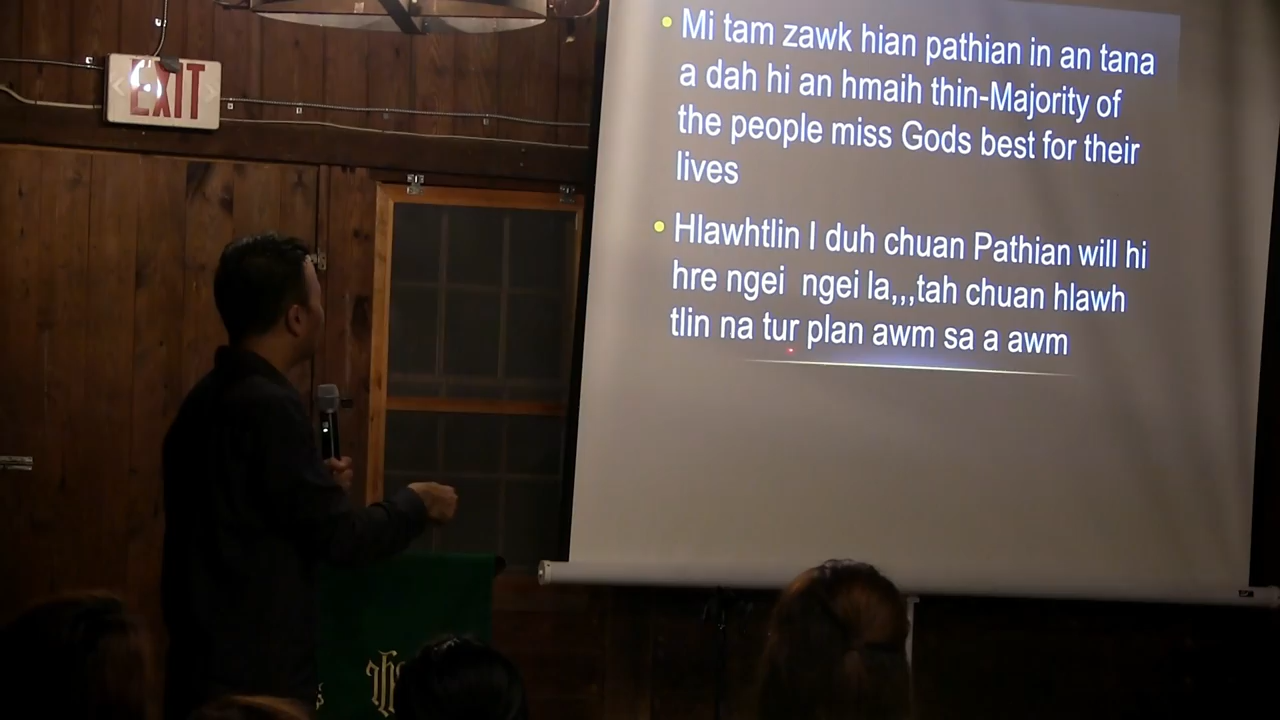 EXIT
Mi tam zawk hian pathian in an tana
a dah hi an hmaih thin-Majority of
the people miss Gods best for their
lives
Hlawhtlin I duh chuan Pathian will hi
hre ngei ngei la,,,tah chuan hlawh
tlin na tur plan awm sa a awm